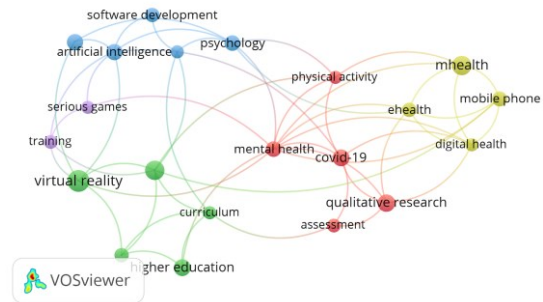 software development
psychology
artificial intelligence
mhealth
physical activity
mobile phone
serious games
ehealth
training
mental health
digital health
covid-19
virtual reality
qualitative research
curriculum
assessment
higher education
VOSviewer